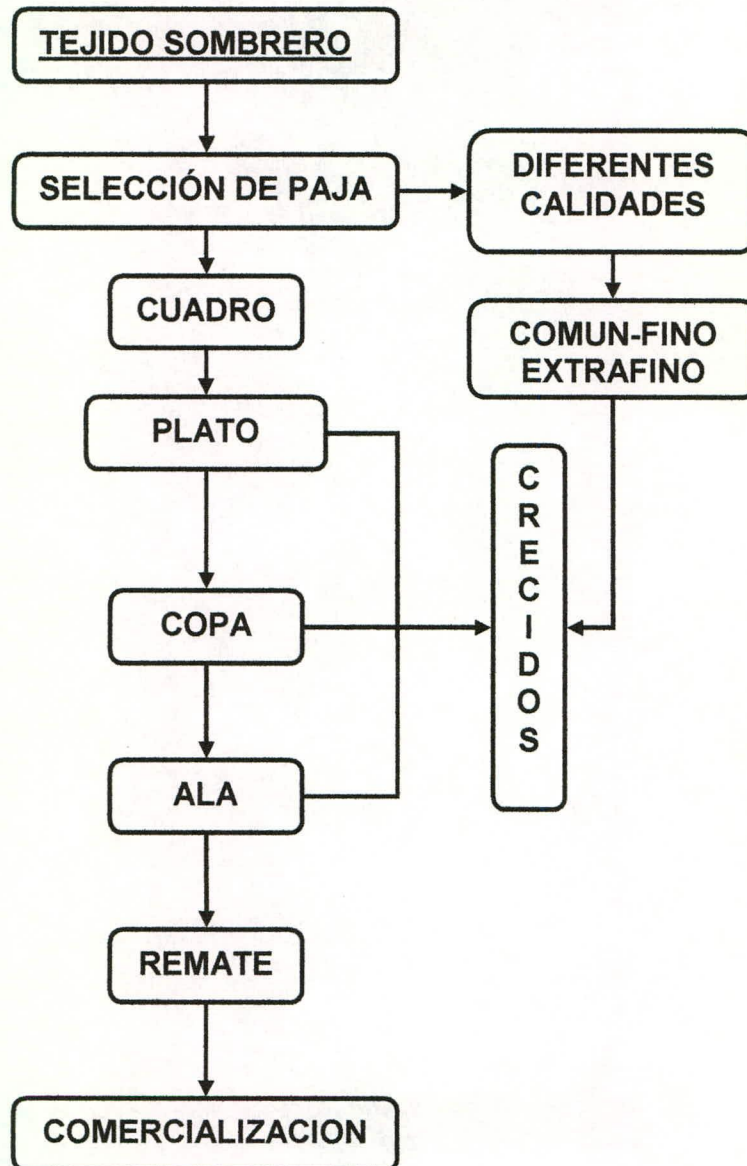 TEJIDO SOMBRERO
SELECCIÓN DE PAJA
DIFERENTES
CALIDADES
CUADRO
COMUN-FINO
EXTRAFINO
PLATO
C
R
E
C
I
D
O
S
COPA
ALA
REMATE
COMERCIALIZACION